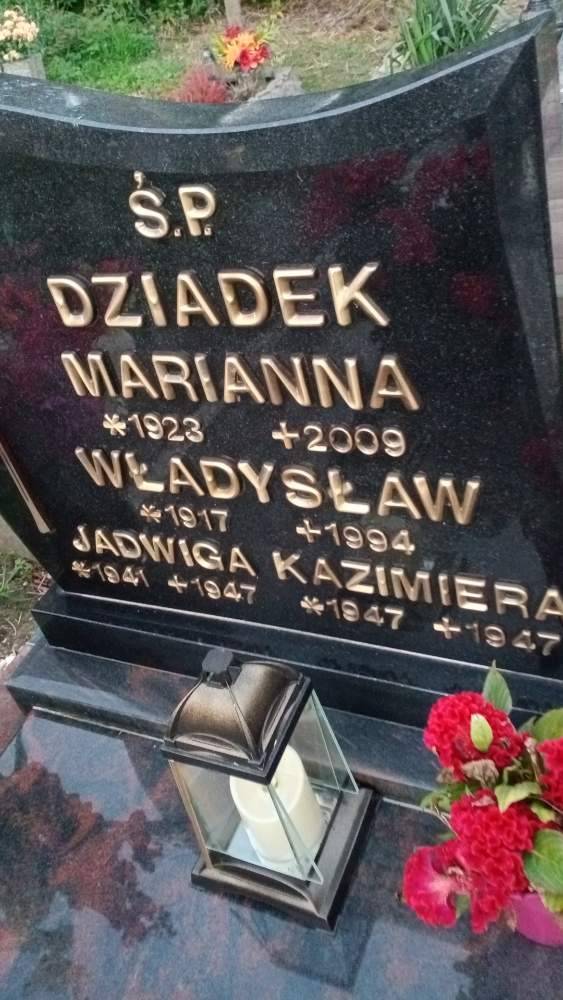 Ś.P.
DZIADEK
MARIANNA
*1923 +2009
WŁADYSŁAW
*1917 +1994
JADWIGA KAZIMIERA
*1941 +1947 *1947 +1947